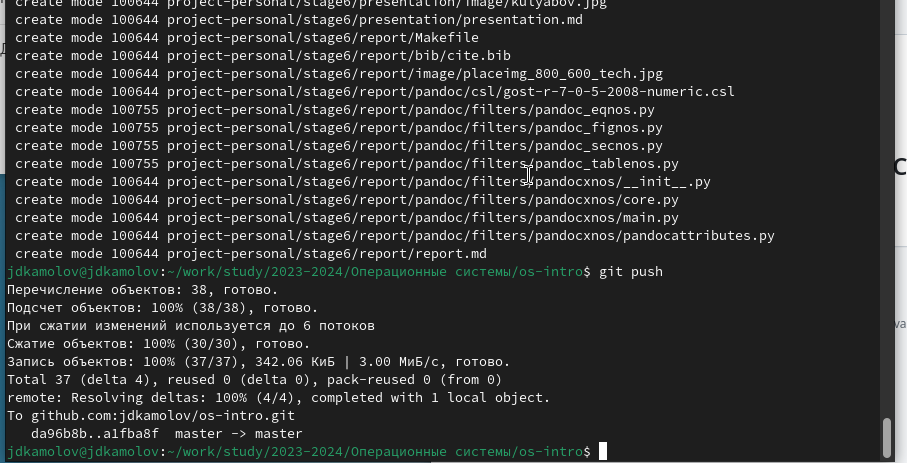 create mode 100644 project-personal/stage6/presentation/image/kulyabov.jpg
create mode 100644 project-personal/stage6/presentation/presentation.md
create mode 100644 project-personal/stage6/report/Makefile
create mode 100644 project-personal/stage6/report/bib/cite.bib
create mode 100644 project-personal/stage6/report/image/placeimg_800_600_tech.jpg
create mode 100644 project-personal/stage6/report/pandoc/csl/gost-r-7-0-5-2008-numeric.csl
create mode 100755 project-personal/stage6/report/pandoc/filters/pandoc_eqnos.py
create mode 100755 project-personal/stage6/report/pandoc/filters/pandoc_fignos.py
create mode 100755 project-personal/stage6/report/pandoc/filters/pandoc_secnos.py
create mode 100755 project-personal/stage6/report/pandoc/filters/pandoc_tablenos.py
create mode 100644 project-personal/stage6/report/pandoc/filters/pandocxnos/__init__.py
create mode 100644 project-personal/stage6/report/pandoc/filters/pandocxnos/core.py
create mode 100644 project-personal/stage6/report/pandoc/filters/pandocxnos/main.py
create mode 100644 project-personal/stage6/report/pandoc/filters/pandocxnos/pandocattributes.py
create mode 100644 project-personal/stage6/report/report.md
jdkamolov@jdkamolov:~/work/study/2023-2024/Операционные системы/os-intro$ git push
Перечисление объектов: 38, готово.
Подсчет объектов: 100% (38/38), готово.
При сжатии изменений используется до 6 потоков
Сжатие объектов: 100% (30/30), готово.
Запись объектов: 100% (37/37), 342.06 КиБ | 3.00 МиБ/с, готово.
Total 37 (delta 4), reused 0 (delta 0), pack-reused 0 (from 0)
remote: Resolving deltas: 100% (4/4), completed with 1 local object.
To github.com:jdkamolov/os-intro.git
da96b8b..a1fba8f master -> master
jdkamolov@jdkamolov:~/work/study/2023-2024/Операционные системы/os-intro$